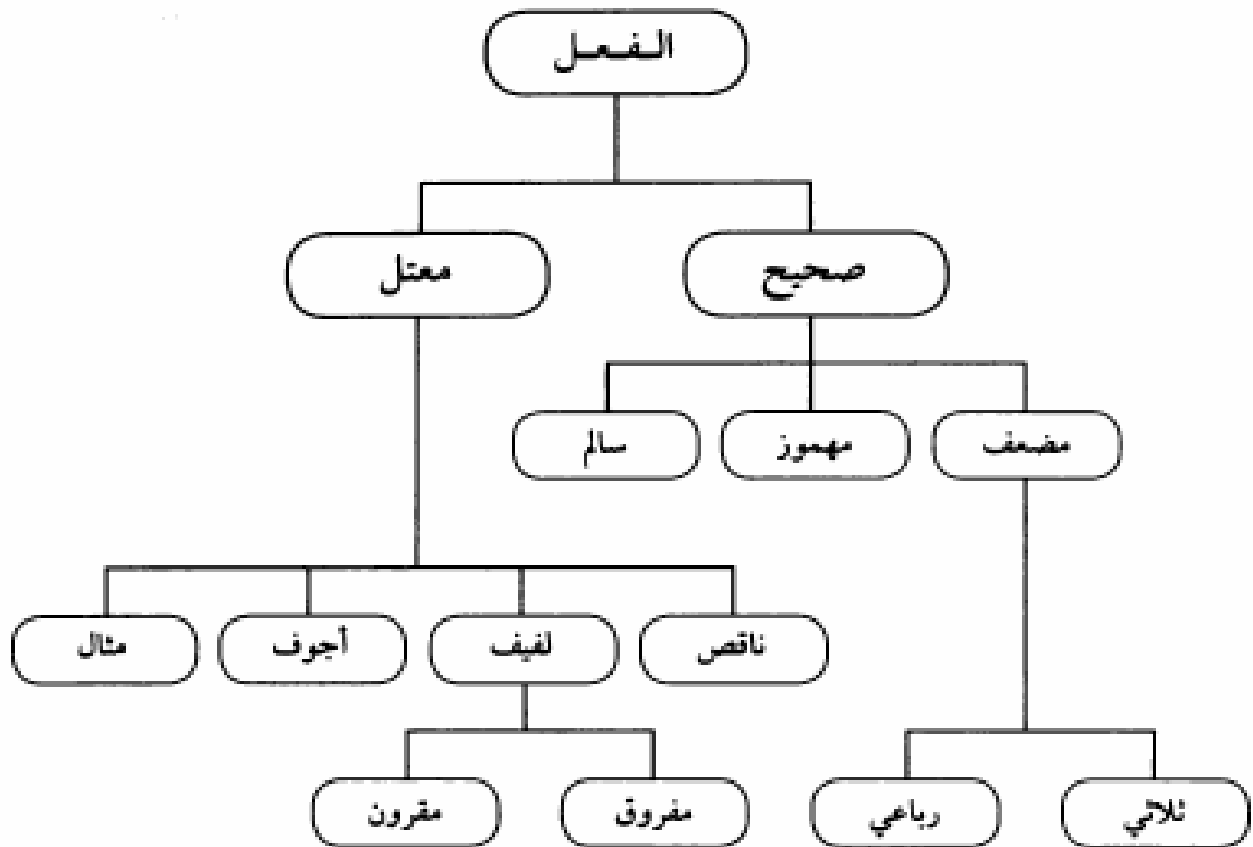 الفعل
صحيح
معتل
مضعف
مهموز
سالم
ناقص
لفيف
أجوف
مثال
ثلاثي
رباعي
مفروق
مقرون